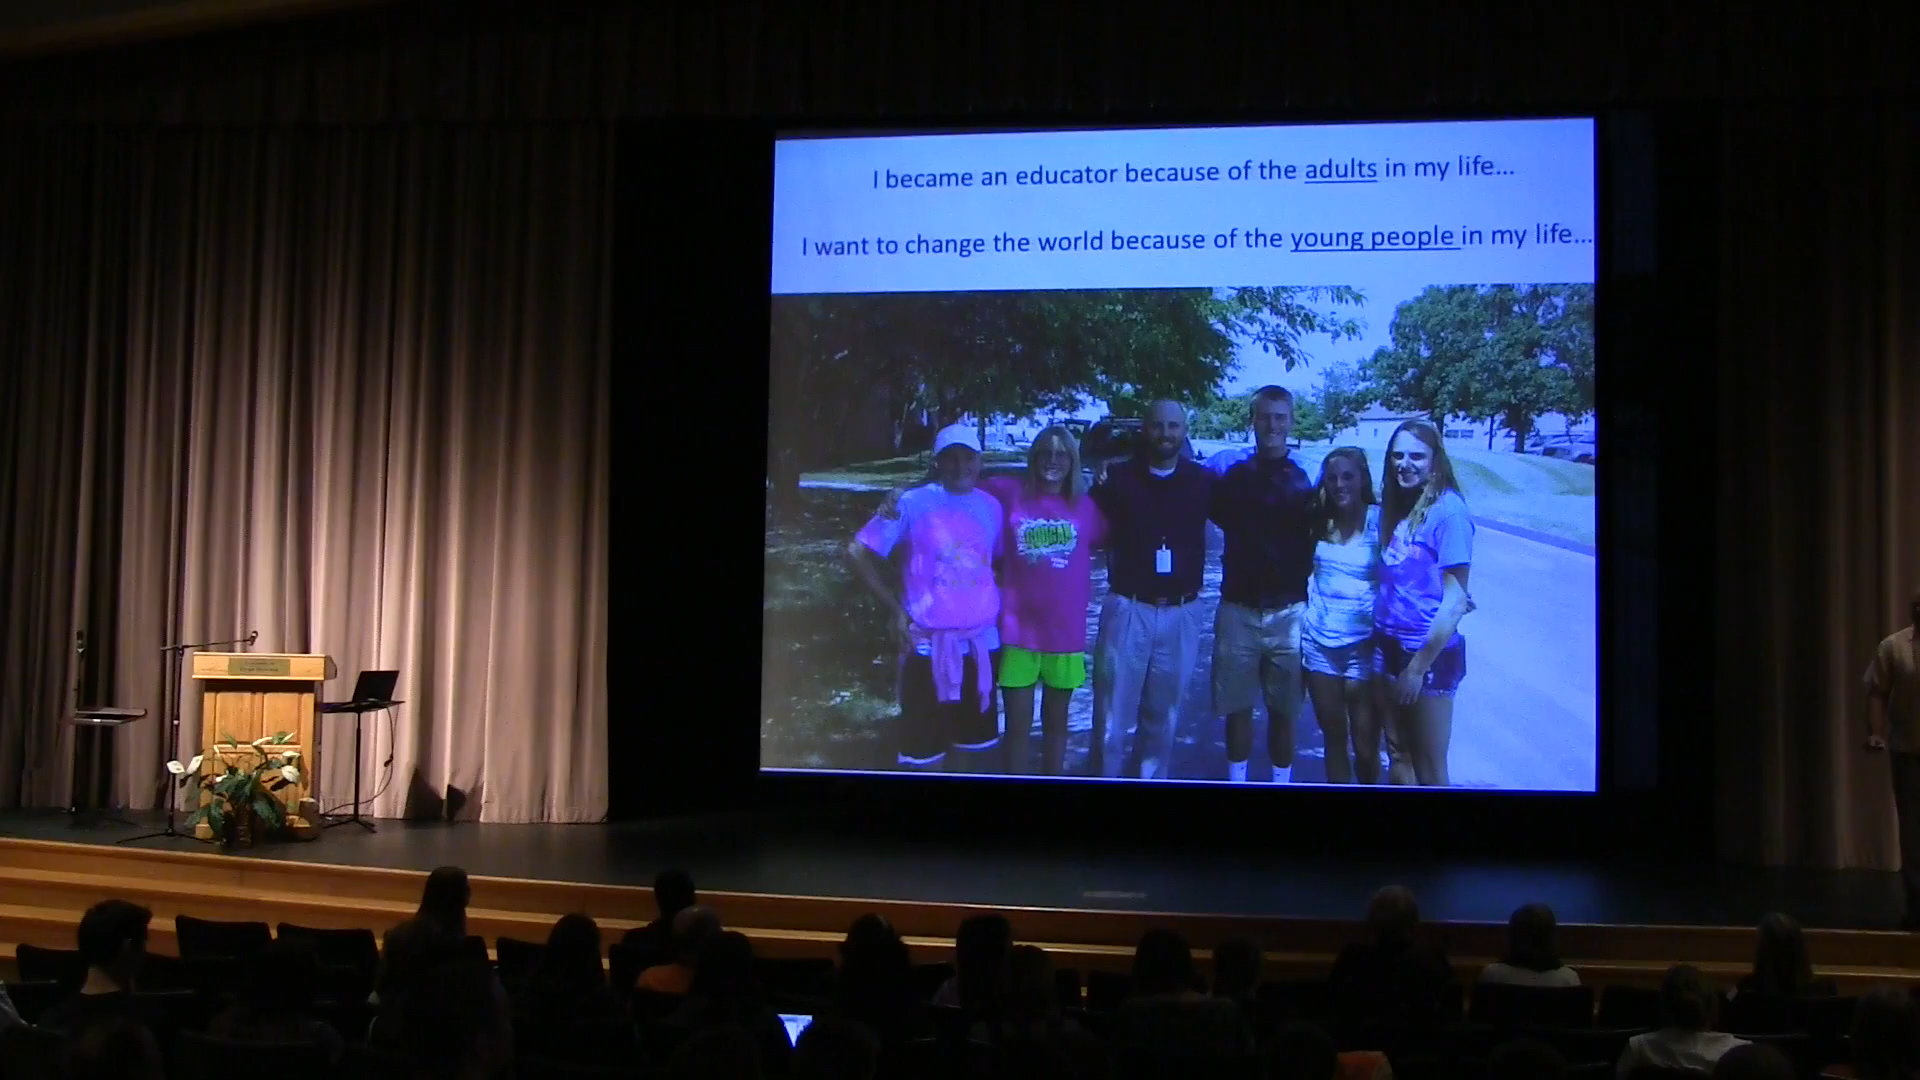 I became an educator because of the adults in my life...
I want to change the world because of the young people in my life...